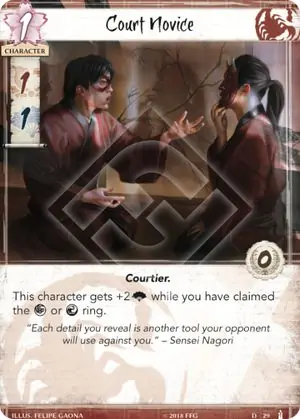 Court Novice
1
CHARACTER
1
1
0
Courtier.
This character gets +2 while you have claimed
the or ring.
“Each detail you reveal is another tool your opponent
will use against you.” – Sensei Nagori
ILLUS. FELIPE GAONA
© 2018 FFG
D 29